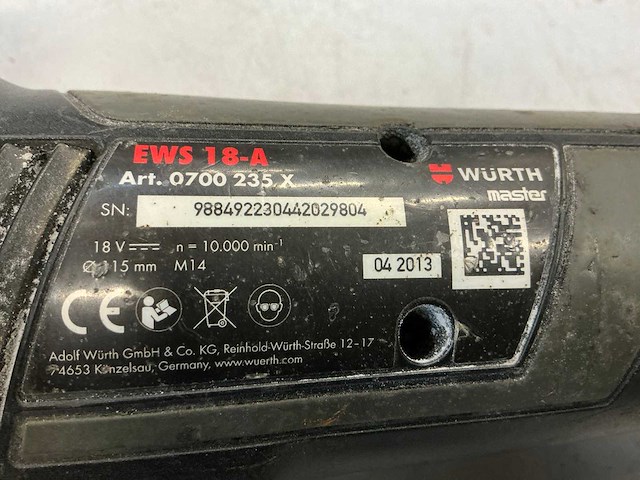 EWS 18-A
Art. 0700 235 X
WÜRTH
master
SN: 988492230442029804
18 V n = 10.000 min⁻¹
Ø 115 mm M14
04 2013
CE
Adolf Würth GmbH & Co. KG, Reinhold-Würth-Straße 12-17
74653 Künzelsau, Germany, www.wuerth.com